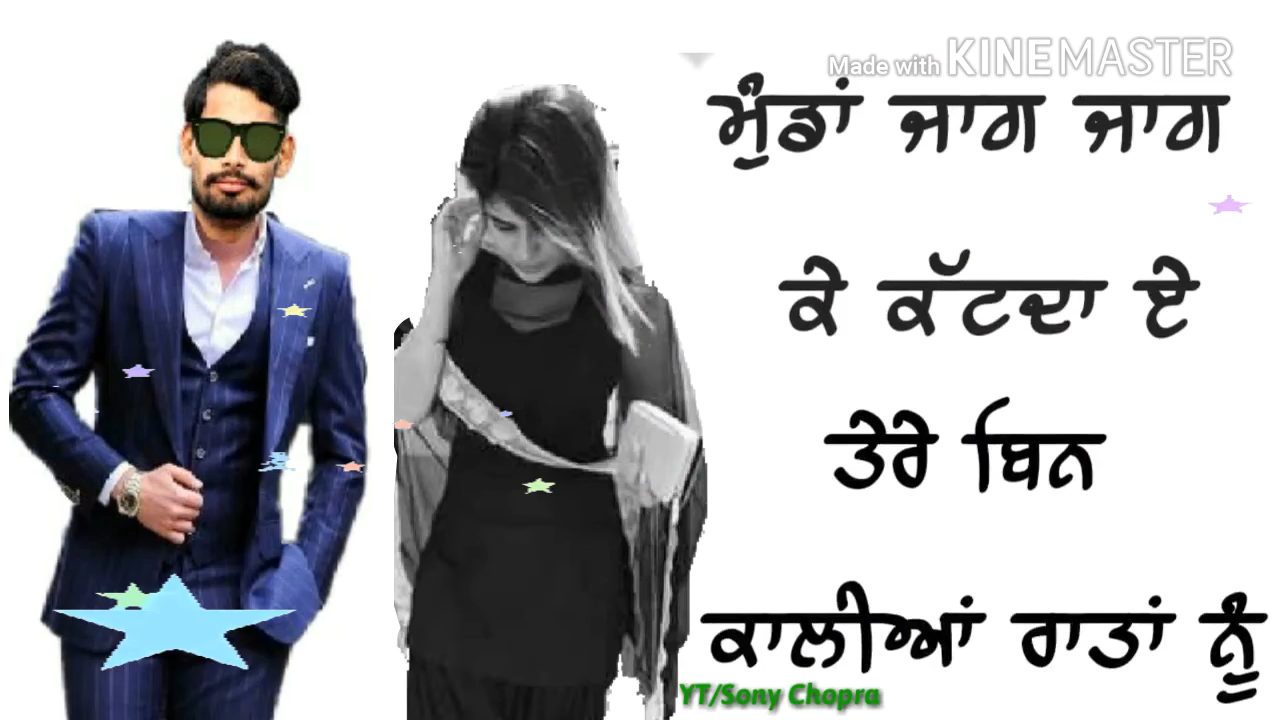 Made with KINEMASTER
ਮੁੰਡਾਂ ਜਾਗ ਜਾਗ
ਕੇ ਕੱਟਦਾ ਏ
ਤੇਰੇ ਬਿਨ
ਕਾਲੀਆਂ ਰਾਤਾਂ ਨੂੰ
YT/Sony Chopra